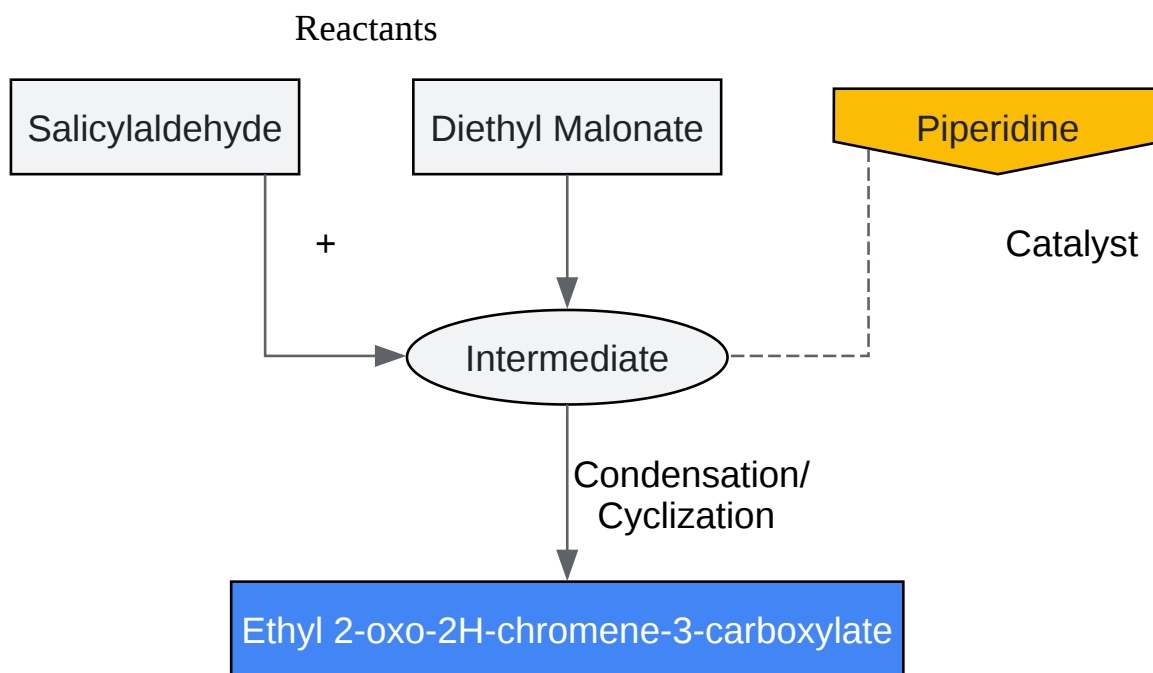 Reactants
Salicylaldehyde
Diethyl Malonate
Piperidine
+
Catalyst
Intermediate
Condensation/
Cyclization
Ethyl 2-oxo-2H-chromene-3-carboxylate